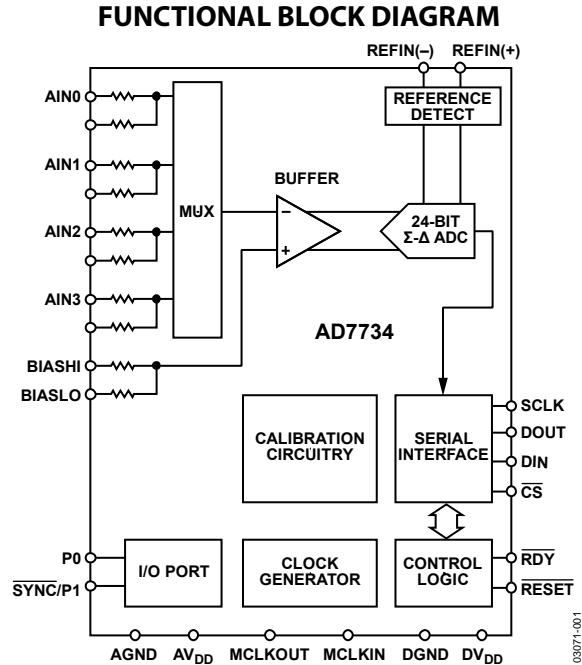 FUNCTIONAL BLOCK DIAGRAM
REFIN(–) REFIN(+)
REFERENCE
DETECT
AIN0
AIN1
AIN2
AIN3
BIASHI
BIASLO
MUX
BUFFER
–
+
24-BIT
Σ-Δ ADC
AD7734
CALIBRATION
CIRCUITRY
SERIAL
INTERFACE
SCLK
DOUT
DIN
CS
P0
SYNC/P1
I/O PORT
CLOCK
GENERATOR
CONTROL
LOGIC
RDY
RESET
AGND AVDD MCLKOUT MCLKIN DGND DVDD
03071-001